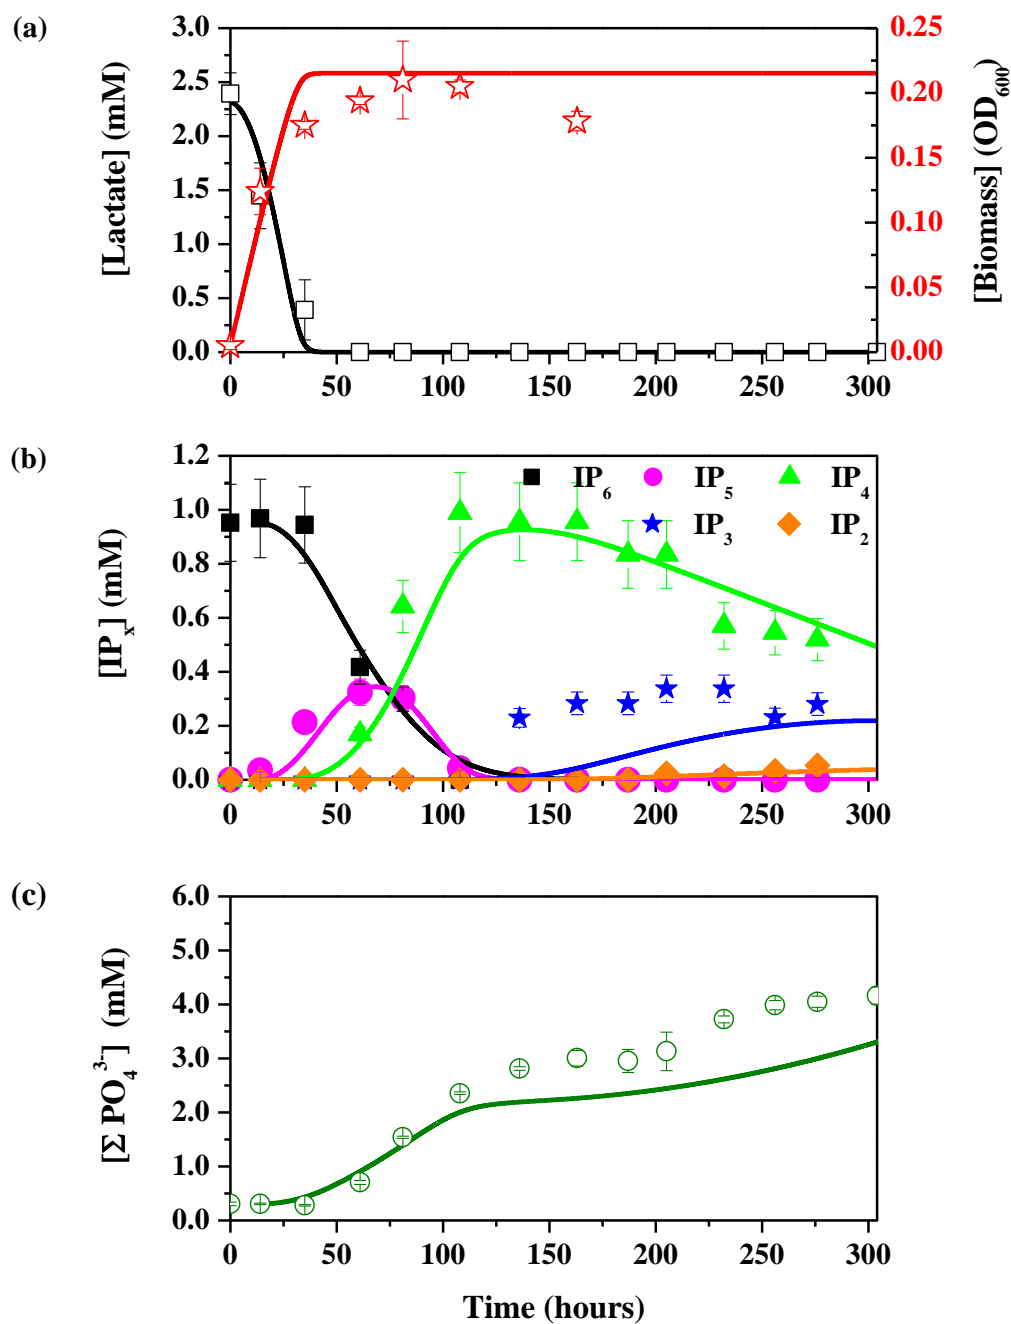 (a)
3.0
2.5
2.0
1.5
1.0
0.5
0.0
[Lactate] (mM)
0.25
0.20
0.15
0.10
0.05
0.00
[Biomass] (OD600)
0 50 100 150 200 250 300
(b)
1.2
1.0
0.8
0.6
0.4
0.2
0.0
[IPx] (mM)
IP6 IP5 IP4
IP3 IP2
0 50 100 150 200 250 300
(c)
6.0
5.0
4.0
3.0
2.0
1.0
0.0
[Σ PO4^3-] (mM)
0 50 100 150 200 250 300
Time (hours)